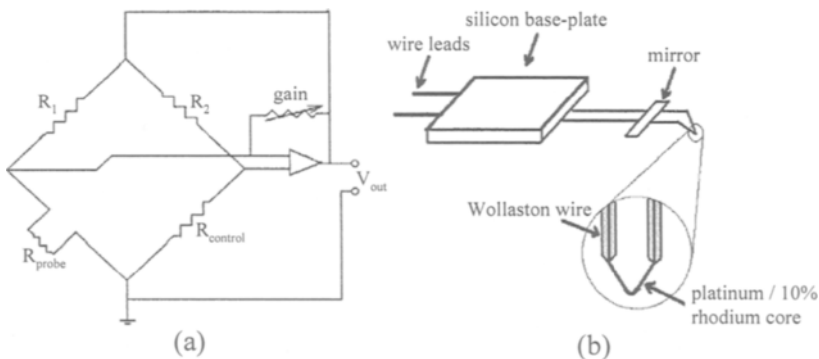 R1
R2
gain
Vout
Rprobe
Rcontrol
(a)
silicon base-plate
wire leads
mirror
Wollaston wire
platinum / 10%
rhodium core
(b)